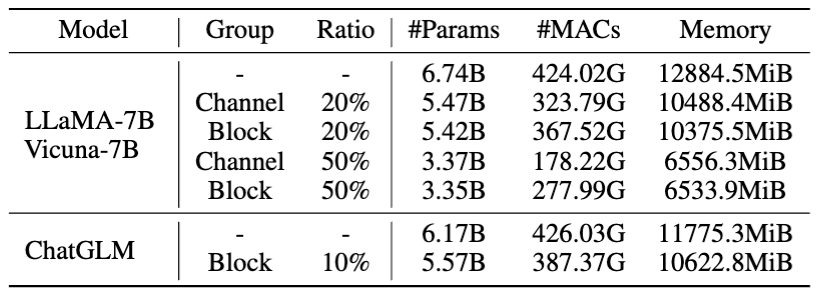 Model Group Ratio #Params #MACs Memory
LLaMA-7B
Vicuna-7B
- - 6.74B 424.02G 12884.5MiB
Channel 20% 5.47B 323.79G 10488.4MiB
Block 20% 5.42B 367.52G 10375.5MiB
Channel 50% 3.37B 178.22G 6556.3MiB
Block 50% 3.35B 277.99G 6533.9MiB
ChatGLM
- - 6.17B 426.03G 11775.3MiB
Block 10% 5.57B 387.37G 10622.8MiB